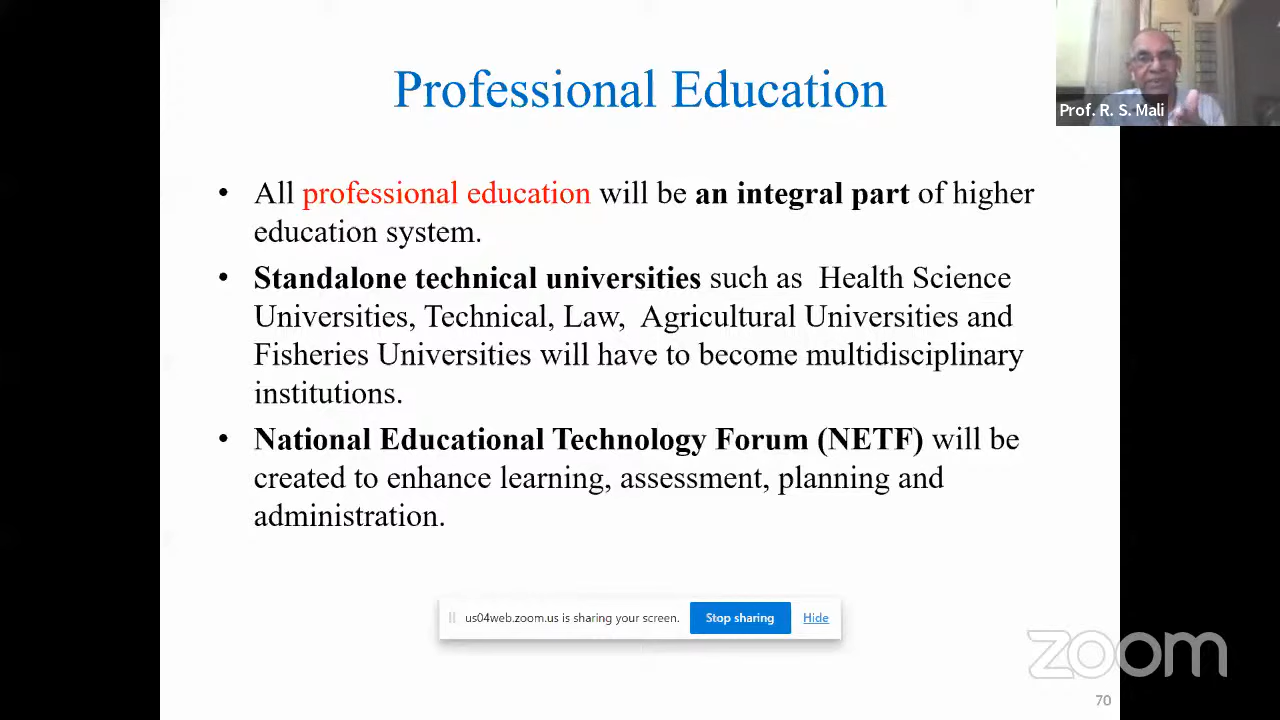 Professional Education
Prof. R. S. Mali
• All professional education will be an integral part of higher
education system.
• Standalone technical universities such as Health Science
Universities, Technical, Law, Agricultural Universities and
Fisheries Universities will have to become multidisciplinary
institutions.
• National Educational Technology Forum (NETF) will be
created to enhance learning, assessment, planning and
administration.
us04web.zoom.us is sharing your screen. Stop sharing Hide
zoom
70